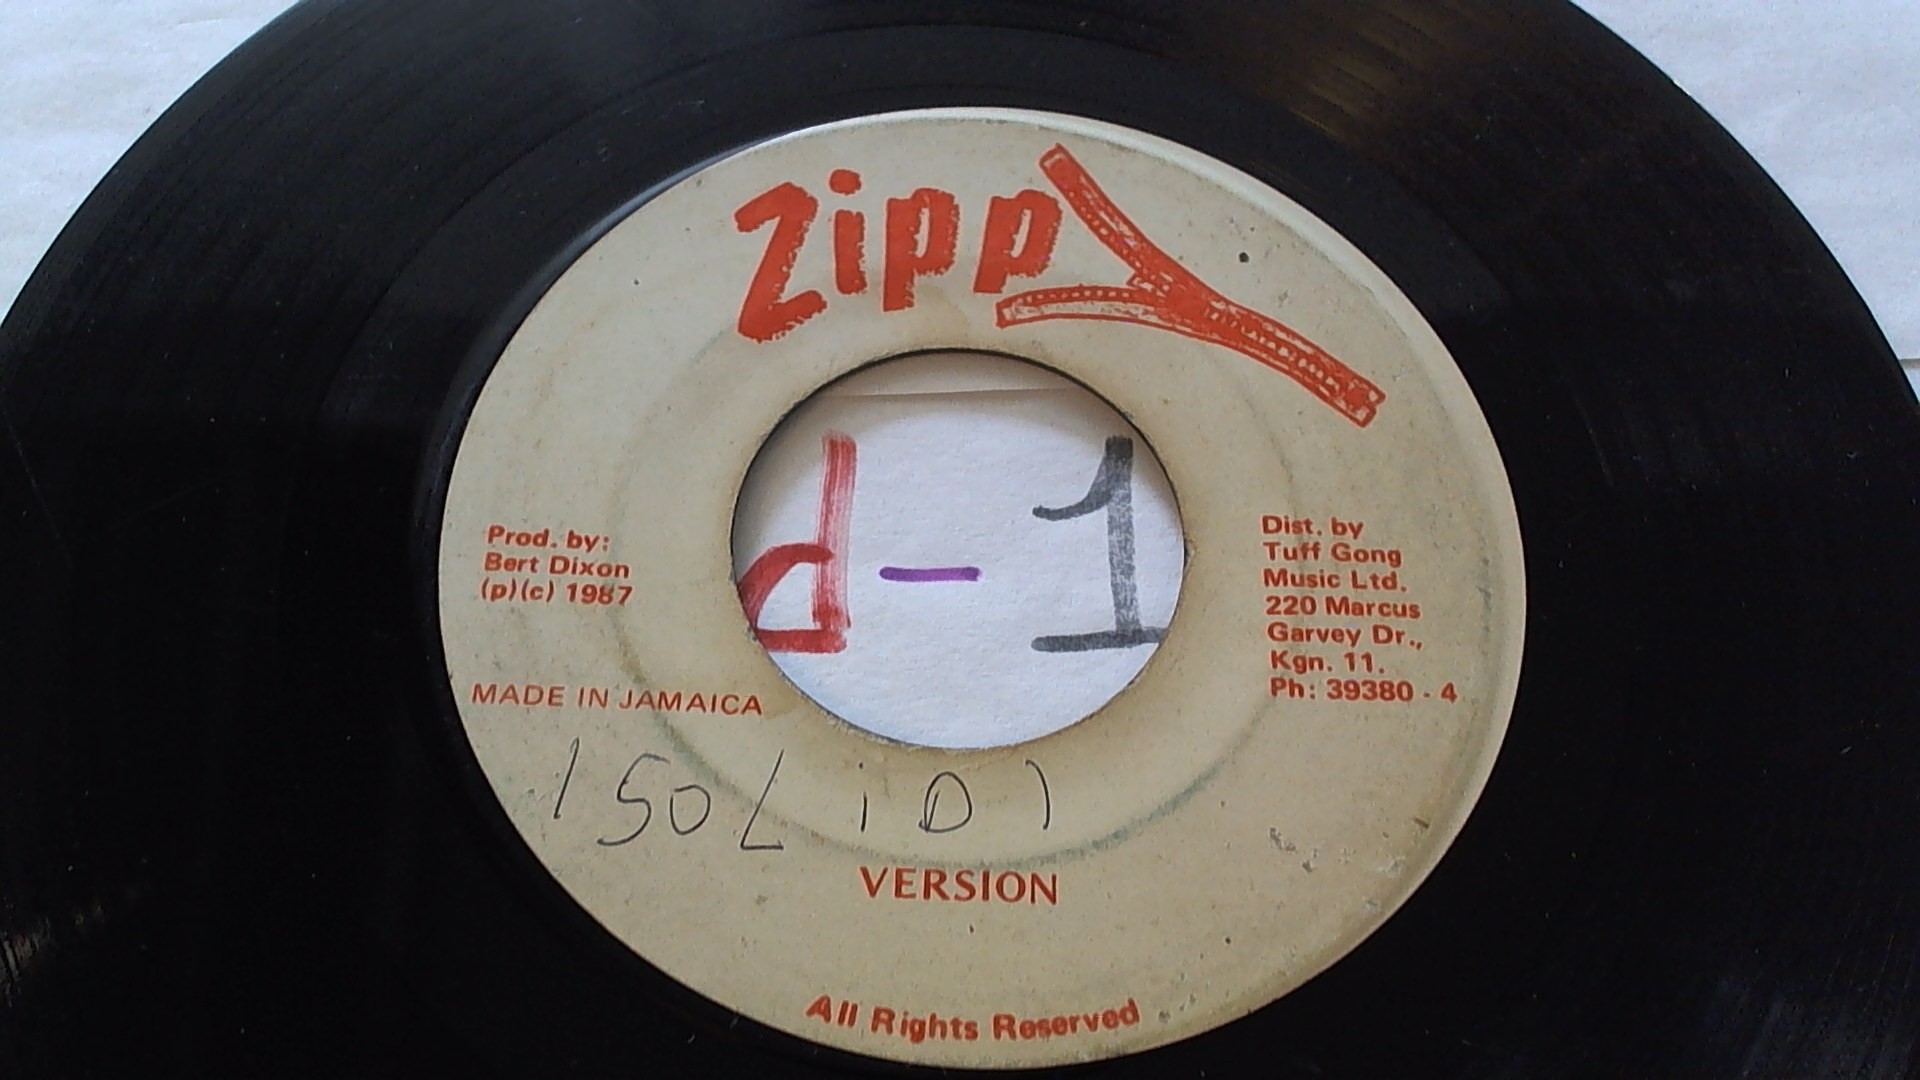 Zippy
Prod. by:
Bert Dixon
(p)(c) 1987
MADE IN JAMAICA
d - 1
Dist. by
Tuff Gong
Music Ltd.
220 Marcus
Garvey Dr.,
Kgn. 11.
Ph: 39380 - 4
ISOLiDI
VERSION
All Rights Reserved